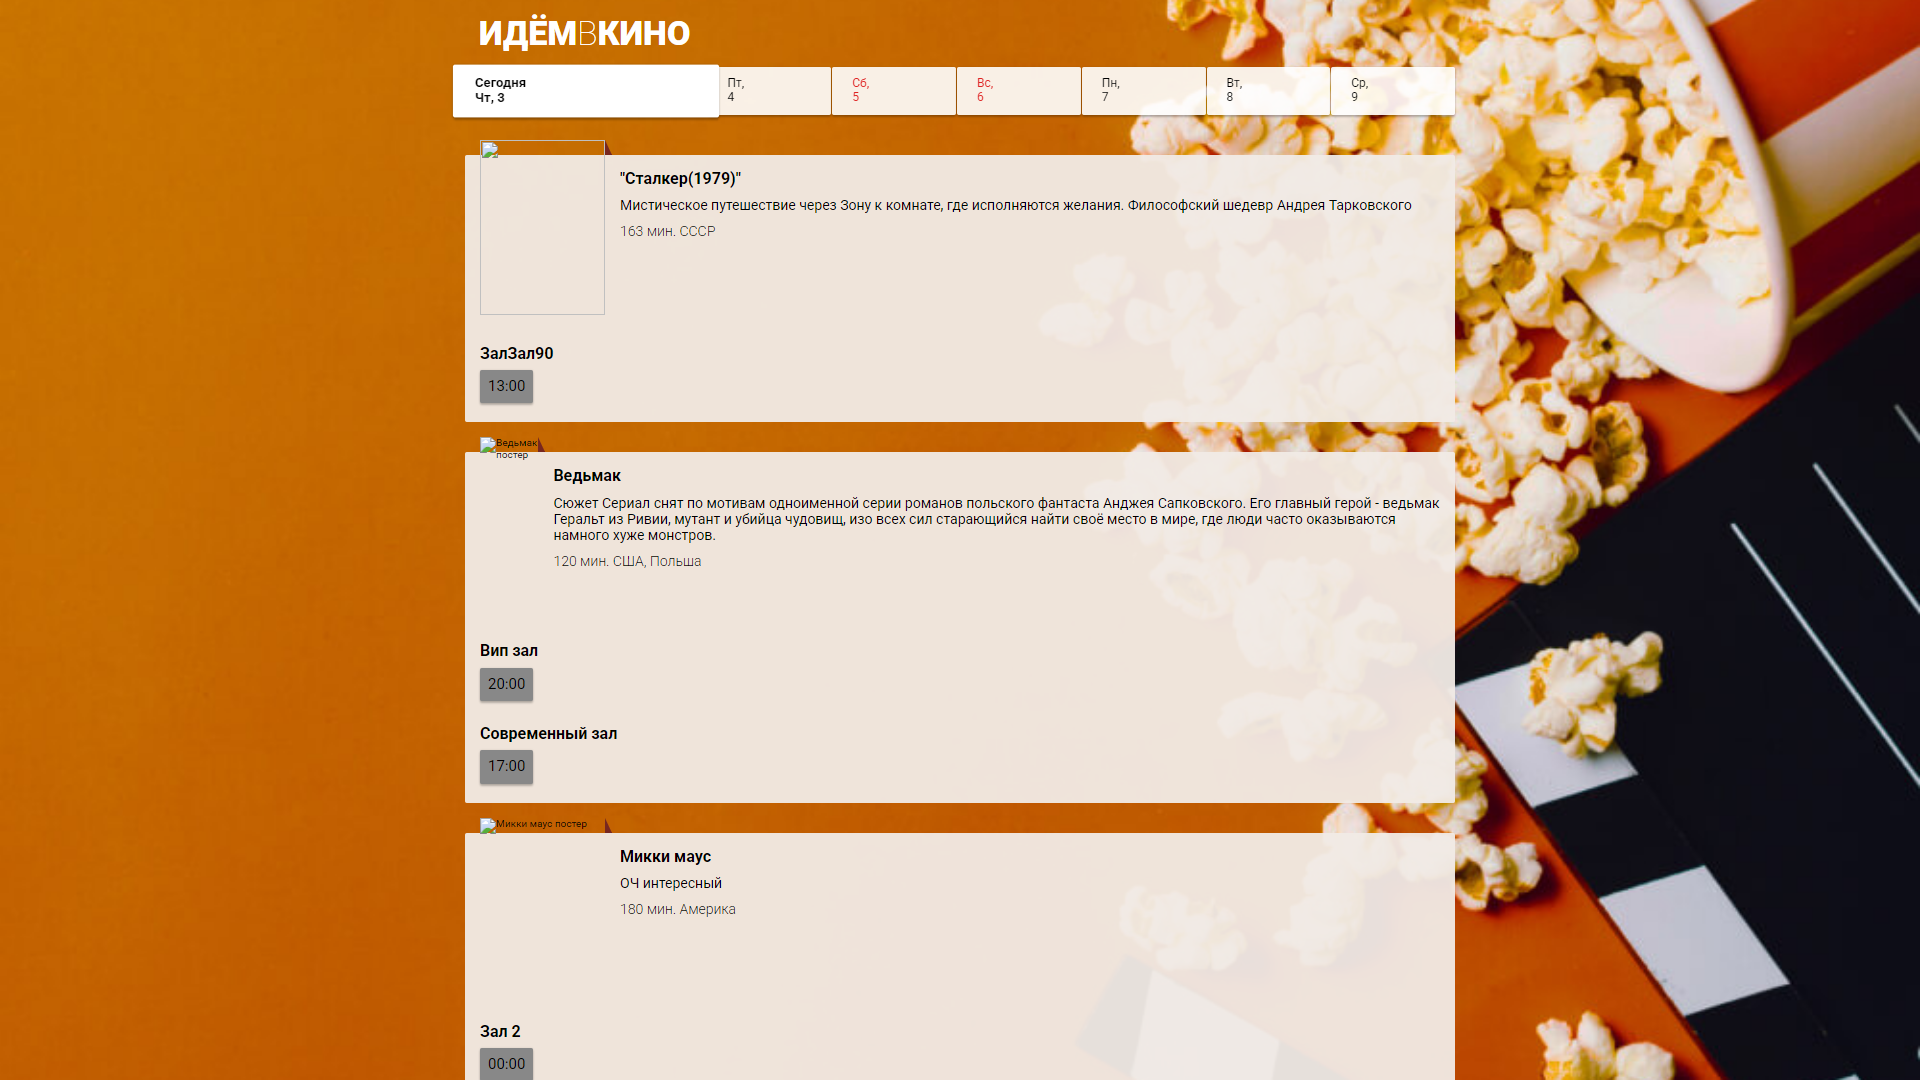 ИДЁМВКИНО
Сегодня
Чт, 3
Пт,
4
Сб,
5
Вс,
6
Пн,
7
Вт,
8
Ср,
9
"Сталкер(1979)"
Мистическое путешествие через Зону к комнате, где исполняются желания. Философский шедевр Андрея Тарковского
163 мин. СССР
ЗалЗал90
13:00
Ведьмак
постер
Ведьмак
Сюжет Сериал снят по мотивам одноименной серии романов польского фантаста Анджея Сапковского. Его главный герой - ведьмак
Геральт из Ривии, мутант и убийца чудовищ, изо всех сил старающийся найти своё место в мире, где люди часто оказываются
намного хуже монстров.
120 мин. США, Польша
Вип зал
20:00
Современный зал
17:00
Микки маус постер
Микки маус
ОЧ интересный
180 мин. Америка
Зал 2
00:00